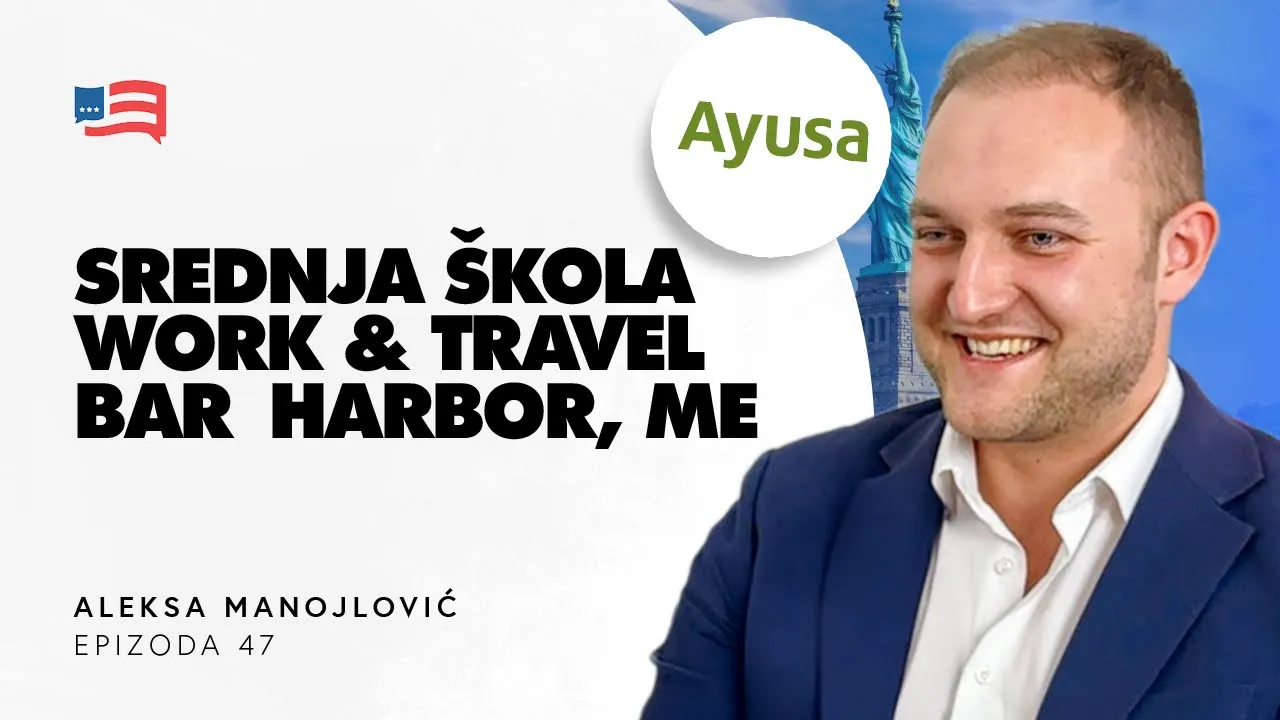 Ayusa
SREDNJA ŠKOLA
WORK & TRAVEL
BAR HARBOR, ME
ALEKSA MANOJLOVIĆ
EPIZODA 47